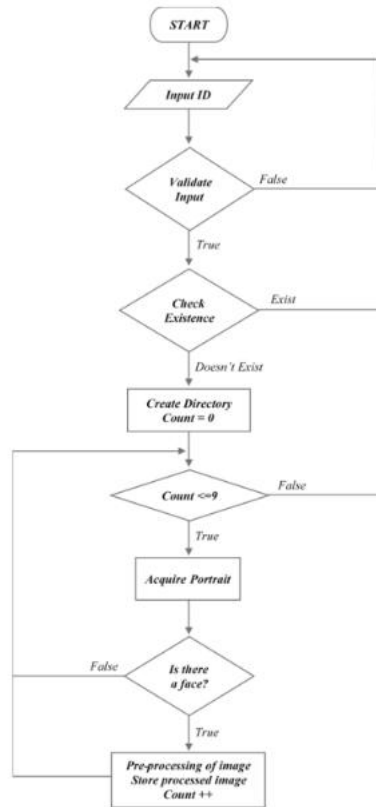 START
Input ID
Validate
Input
False
True
Check
Existence
Exist
Doesn't Exist
Create Directory
Count = 0
Count <=9
False
True
Acquire Portrait
Is there
a face?
False
True
Pre-processing of image
Store processed image
Count ++